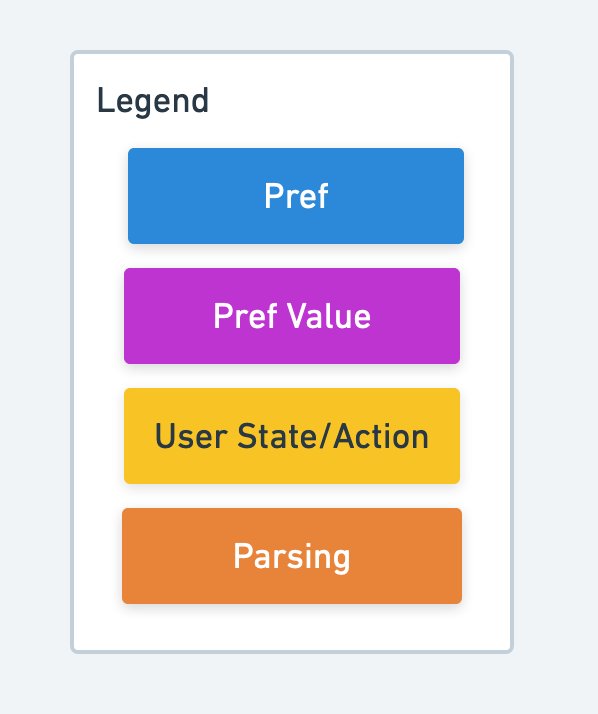 Legend
Pref
Pref Value
User State/Action
Parsing